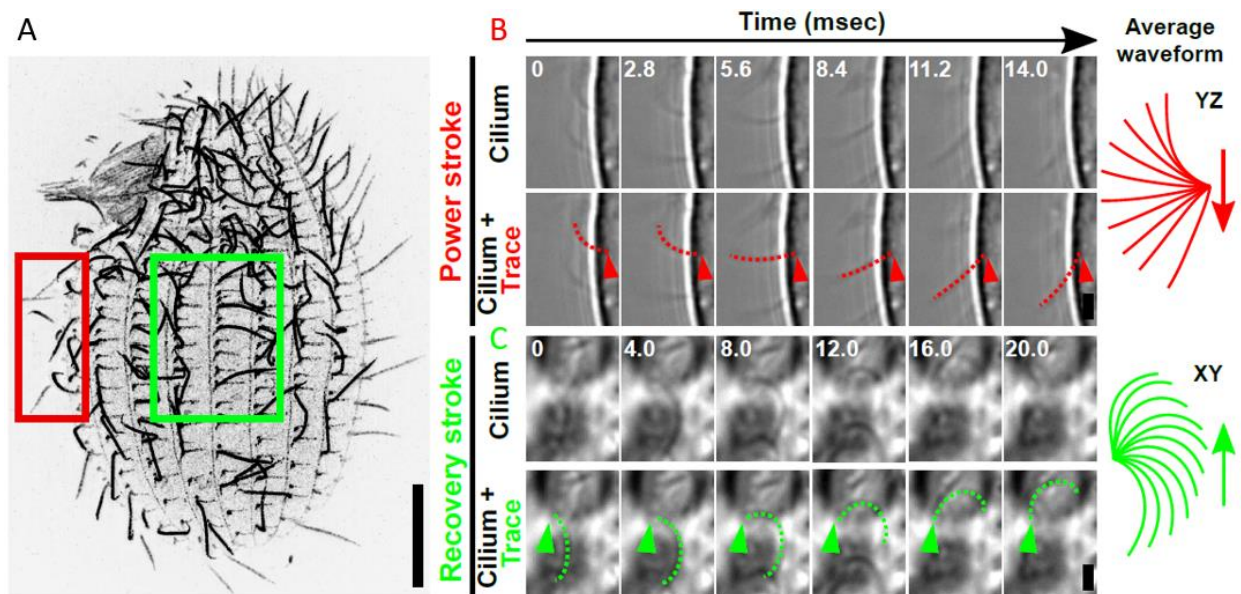 A
B
Time (msec)
Average
waveform
Power stroke
Cilium
0
2.8
5.6
8.4
11.2
14.0
YZ
Cilium +
Trace
C
Recovery stroke
Cilium
0
4.0
8.0
12.0
16.0
20.0
XY
Cilium +
Trace